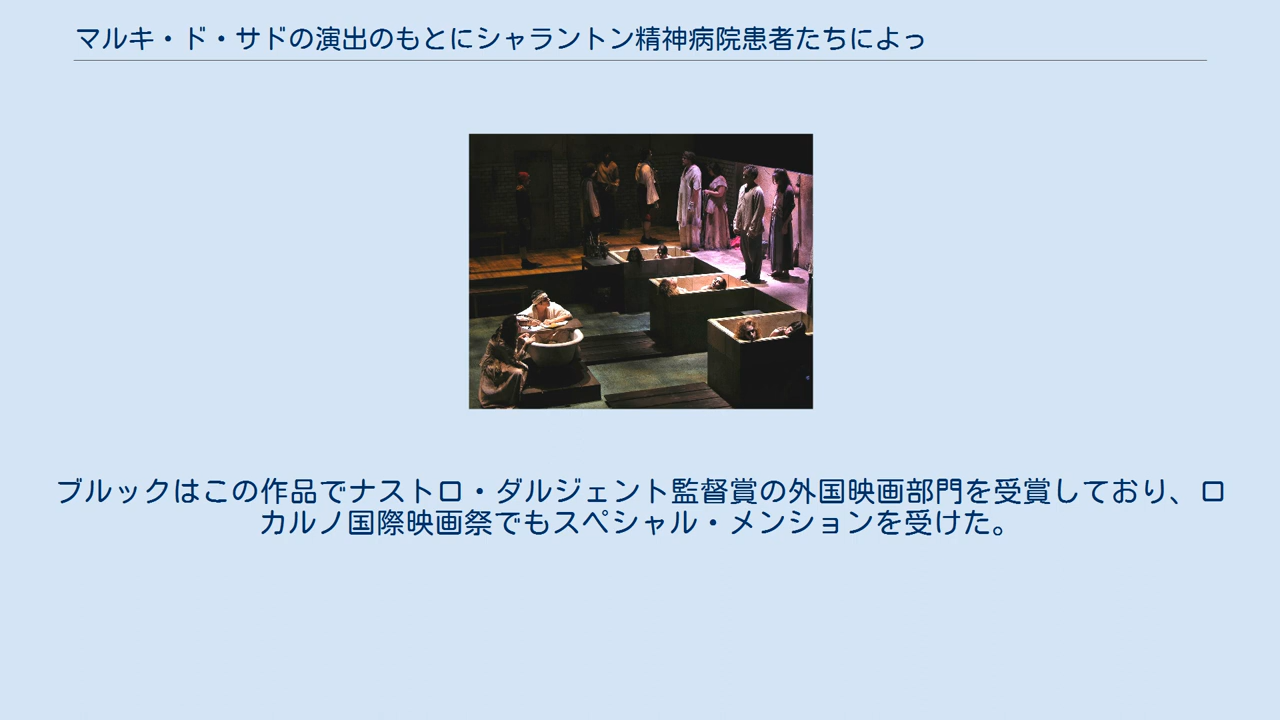 マルキ・ド・サドの演出のもとにシャラントン精神病院患者たちによっ
ブルックはこの作品でナストロ・ダルジェント監督賞の外国映画部門を受賞しており、ロ
カルノ国際映画祭でもスペシャル・メンションを受けた。